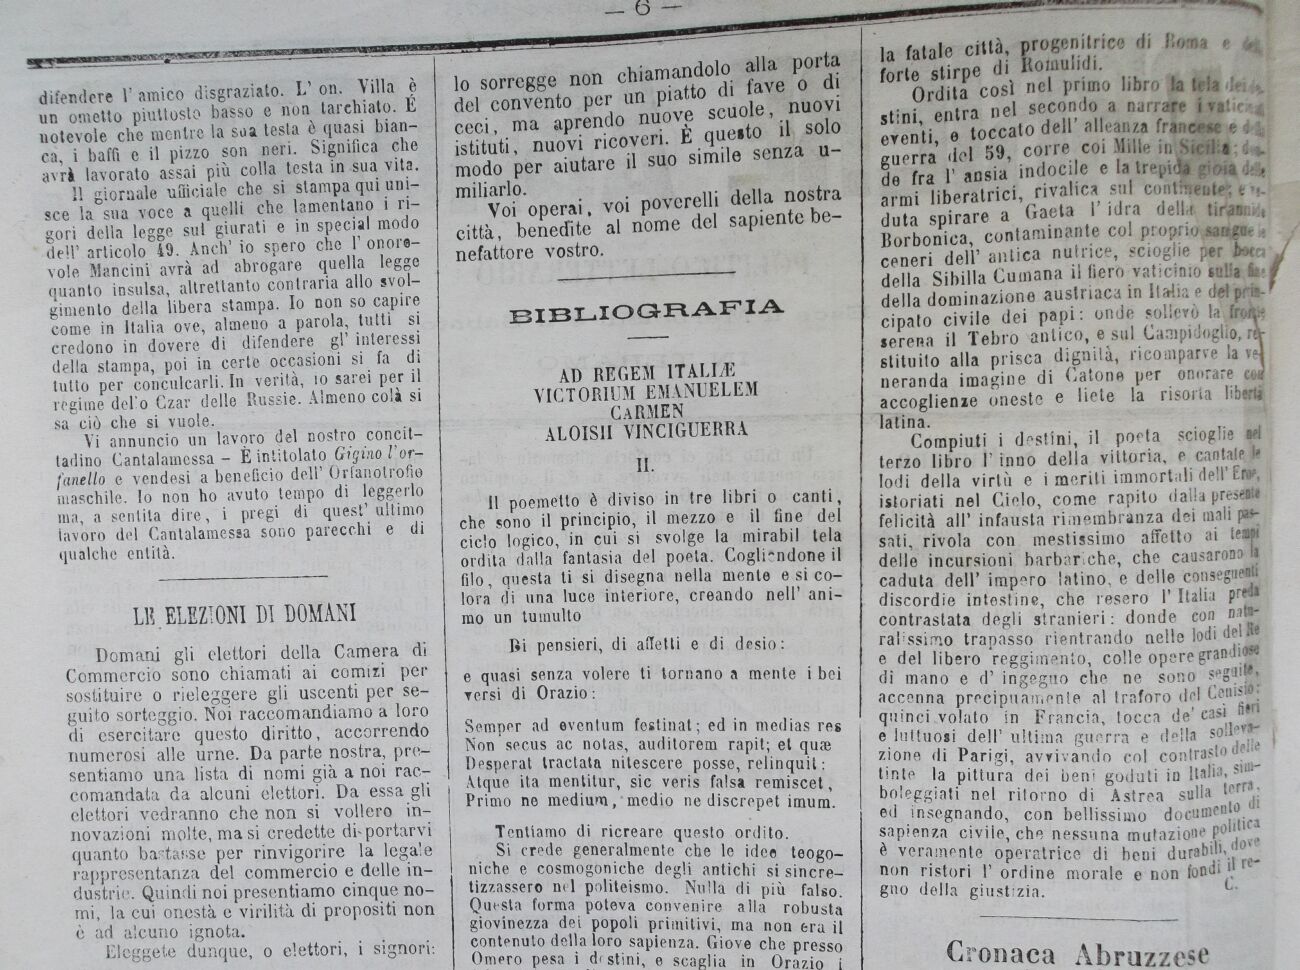 — 6 —
difendere l'amico disgraziato. L'on. Villa è
un ometto piuttosto basso e non tarchiato. È
notevole che mentre la sua testa è quasi bian-
ca, i baffi e il pizzo son neri. Significa che
avrà lavorato assai più colla testa in sua vita.
Il giornale ufficiale che si stampa qui uni-
sce la sua voce a quelli che lamentano i ri-
gori della legge sui giurati e in special modo
dell'articolo 49. Anch'io spero che l'onore-
vole Mancini avrà ad abrogare quella legge
quanto insulsa, altrettanto contraria allo svol-
gimento della libera stampa. Io non so capire
come in Italia ove, almeno a parola, tutti si
credono in dovere di difendere gl'interessi
della stampa, poi in certe occasioni si fa di
tutto per conculcarli. In verità, io sarei per il
regime dello Czar delle Russie. Almeno colà si
sa ciò che si vuole.
Vi annuncio un lavoro del nostro concit-
tadino Cantalamessa – È intitolato Gigino l'or-
fanello e vendesi a beneficio dell'Orfanotrofio
maschile. Io non ho avuto tempo di leggerlo
ma, a sentita dire, i pregi di quest'ultimo
lavoro del Cantalamessa sono parecchi e di
qualche entità.
LE ELEZIONI DI DOMANI
Domani gli elettori della Camera di
Commercio sono chiamati ai comizi per
sostituire o rieleggere gli uscenti per se-
guito sorteggio. Noi raccomandiamo a loro
di esercitare questo diritto, accorrendo
numerosi alle urne. Da parte nostra, pre-
sentiamo una lista di nomi già a noi rac-
comandata da alcuni elettori. Da essa gli
elettori vedranno che non si vollero in-
novazioni molte, ma si credette di portarvi
quanto bastasse per rinvigorire la legale
rappresentanza del commercio e delle in-
dustrie. Quindi noi presentiamo cinque no-
mi, la cui onestà e virilità di propositi non
è ad alcuno ignota.
Eleggete dunque, o elettori, i signori:
lo sorregge non chiamandolo alla porta
del convento per un piatto di fave o di
ceci, ma aprendo nuove scuole, nuovi
istituti, nuovi ricoveri. È questo il solo
modo per aiutare il suo simile senza u-
miliarlo.
Voi operai, voi poverelli della nostra
città, benedite al nome del sapiente be-
nefattore vostro.
BIBLIOGRAFIA
AD REGEM ITALIÆ
VICTORIUM EMANUELEM
CARMEN
ALOISII VINCIGUERRA
II.
Il poemetto è diviso in tre libri o canti,
che sono il principio, il mezzo e il fine del
ciclo logico, in cui si svolge la mirabil tela
ordita dalla fantasia del poeta. Cogliendone il
filo, questa ti si disegna nella mente e si co-
lora di una luce interiore, creando nell'ani-
mo un tumulto
Di pensieri, di affetti e di desio:
e quasi senza volere ti tornano a mente i bei
versi di Orazio:
Semper ad eventum festinat; ed in medias res
Non secus ac notas, auditorem rapit; et quæ
Desperat tractata nitescere posse, relinquit:
Atque ita mentitur, sic veris falsa remiscet,
Primo ne medium, medio ne discrepet imum.
Tentiamo di ricreare questo ordito.
Si crede generalmente che le idee teogo-
niche e cosmogoniche degli antichi si sincre-
tizzassero nel politeismo. Nulla di più falso.
Questa forma poteva convenire alla robusta
giovinezza dei popoli primitivi, ma non era il
contenuto della loro sapienza. Giove che presso
Omero pesa i destini, e scaglia in Orazio i
la fatale città, progenitrice di Roma e della
forte stirpe di Romulidi.
Ordita così nel primo libro la tela dei de-
stini, entra nel secondo a narrare i vaticinati
eventi, e toccato dell'alleanza francese e della
guerra del 59, corre coi Mille in Sicilia;
de fra l'ansia indocile e la trepida gioia delle
armi liberatrici, rivalica sul continente; e ve-
duta spirare a Gaeta l'idra della tirannide
Borbonica, contaminante col proprio sangue le
ceneri dell'antica nutrice, scioglie per bocca
della Sibilla Cumana il fiero vaticinio sulla fine
della dominazione austriaca in Italia e del prin-
cipato civile dei papi: onde sollevò la fronte
serena il Tebro antico, e sul Campidoglio, re-
stituito alla prisca dignità, ricomparve la ve-
neranda imagine di Catone per onorare con
accoglienze oneste e liete la risorta libertà
latina.
Compiuti i destini, il poeta scioglie nel
terzo libro l'inno della vittoria, e cantate le
lodi della virtù e i meriti immortali dell'Eroe,
istoriati nel Cielo, come rapito dalla presente
felicità all'infausta rimembranza dei mali pas-
sati, rivola con mestissimo affetto ai tempi
delle incursioni barbariche, che causarono la
caduta dell'impero latino, e delle conseguenti
discordie intestine, che resero l'Italia preda
contrastata degli stranieri: donde con natu-
ralissimo trapasso rientrando nelle lodi del Re
e del libero reggimento, colle opere grandiose
di mano e d'ingegno che ne sono seguite,
accenna precipuamente al traforo del Cenisio:
quinci volato in Francia, tocca de' casi fieri
e luttuosi dell'ultima guerra e della solleva-
zione di Parigi, avvivando col contrasto delle
tinte la pittura dei beni goduti in Italia, sim-
boleggiati nel ritorno di Astrea sulla terra,
ed insegnando, con bellissimo documento di
sapienza civile, che nessuna mutazione politica
è veramente operatrice di beni durabili, dove
non ristori l'ordine morale e non fondi il re-
gno della giustizia.
C.
Cronaca Abruzzese